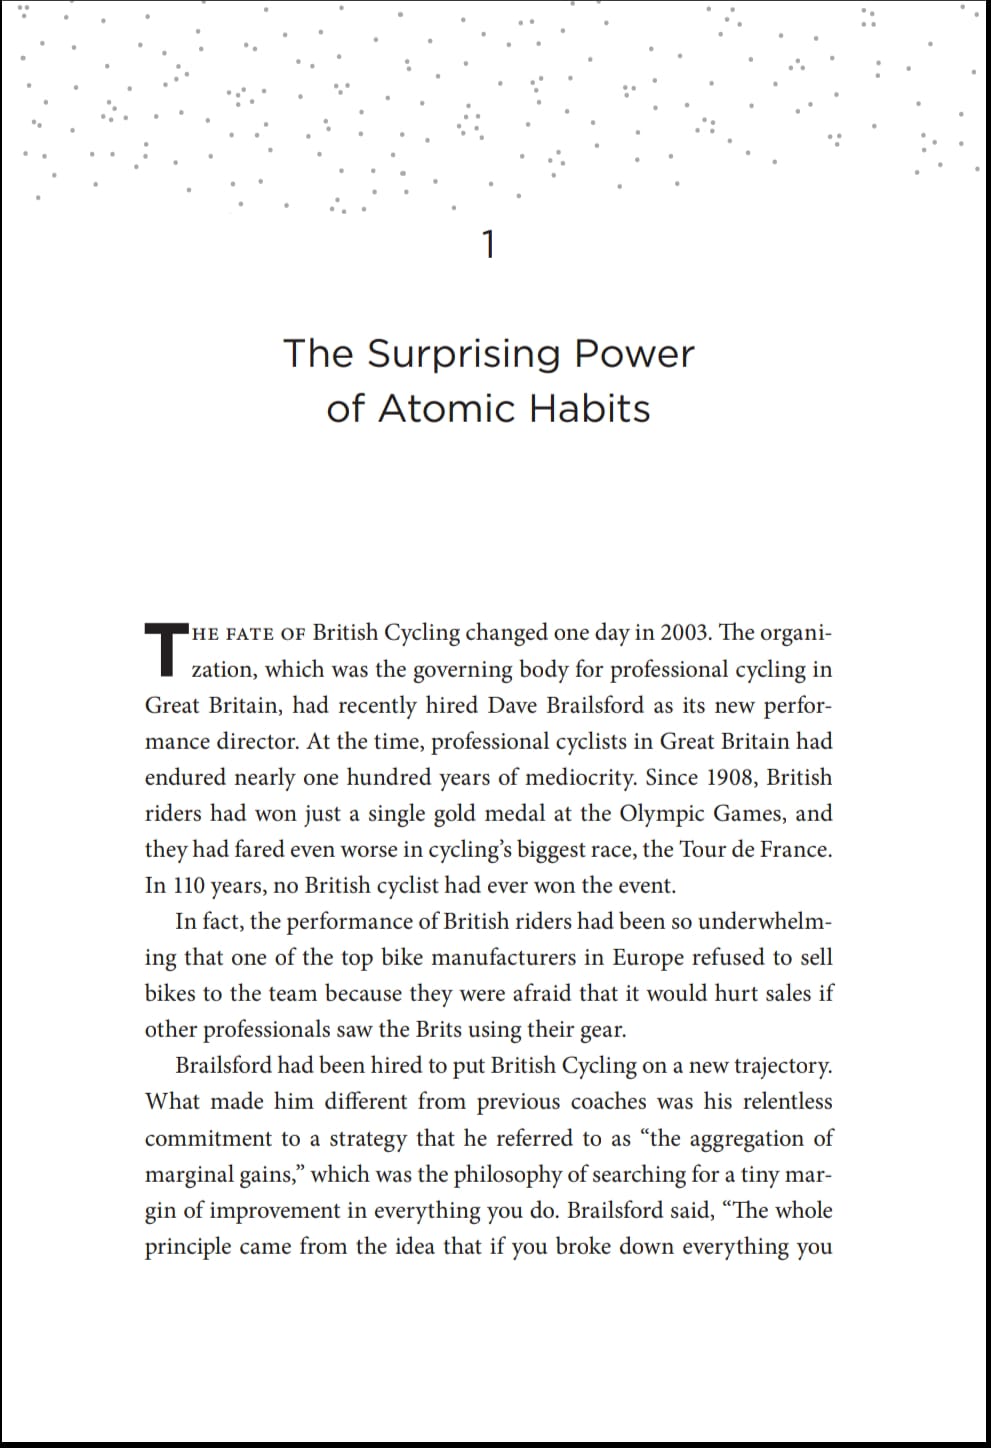 1
The Surprising Power
of Atomic Habits
THE FATE OF British Cycling changed one day in 2003. The organi-
zation, which was the governing body for professional cycling in
Great Britain, had recently hired Dave Brailsford as its new perfor-
mance director. At the time, professional cyclists in Great Britain had
endured nearly one hundred years of mediocrity. Since 1908, British
riders had won just a single gold medal at the Olympic Games, and
they had fared even worse in cycling’s biggest race, the Tour de France.
In 110 years, no British cyclist had ever won the event.
In fact, the performance of British riders had been so underwhelm-
ing that one of the top bike manufacturers in Europe refused to sell
bikes to the team because they were afraid that it would hurt sales if
other professionals saw the Brits using their gear.
Brailsford had been hired to put British Cycling on a new trajectory.
What made him different from previous coaches was his relentless
commitment to a strategy that he referred to as “the aggregation of
marginal gains,” which was the philosophy of searching for a tiny mar-
gin of improvement in everything you do. Brailsford said, “The whole
principle came from the idea that if you broke down everything you